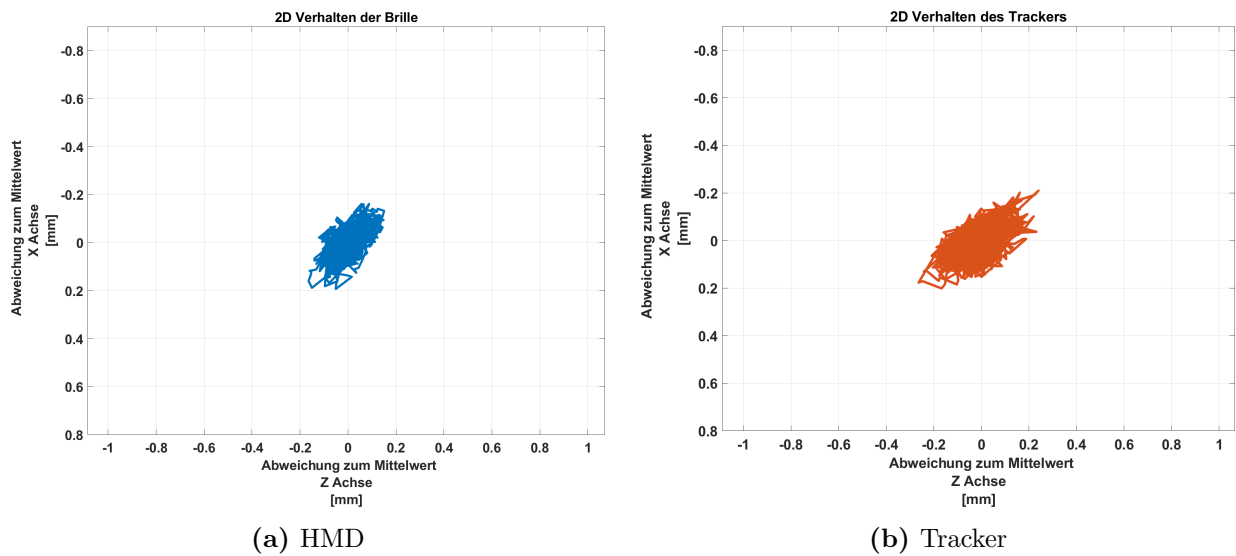 2D Verhalten der Brille
-0.8
-0.6
-0.4
-0.2
0
0.2
0.4
0.6
0.8
Abweichung zum Mittelwert
X Achse
[mm]
-1 -0.8 -0.6 -0.4 -0.2 0 0.2 0.4 0.6 0.8 1
Abweichung zum Mittelwert
Z Achse
[mm]
(a) HMD
2D Verhalten des Trackers
-0.8
-0.6
-0.4
-0.2
0
0.2
0.4
0.6
0.8
Abweichung zum Mittelwert
X Achse
[mm]
-1 -0.8 -0.6 -0.4 -0.2 0 0.2 0.4 0.6 0.8 1
Abweichung zum Mittelwert
Z Achse
[mm]
(b) Tracker